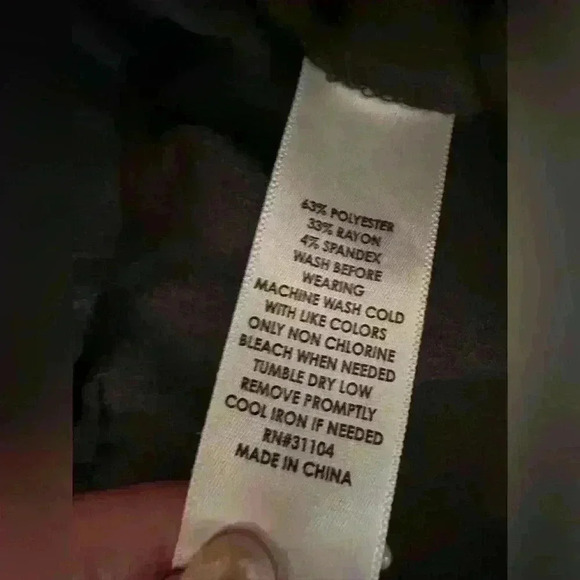 63% POLYESTER
33% RAYON
4% SPANDEX
WASH BEFORE
WEARING
MACHINE WASH COLD
WITH LIKE COLORS
ONLY NON CHLORINE
BLEACH WHEN NEEDED
TUMBLE DRY LOW
REMOVE PROMPTLY
COOL IRON IF NEEDED
RN#31104
MADE IN CHINA